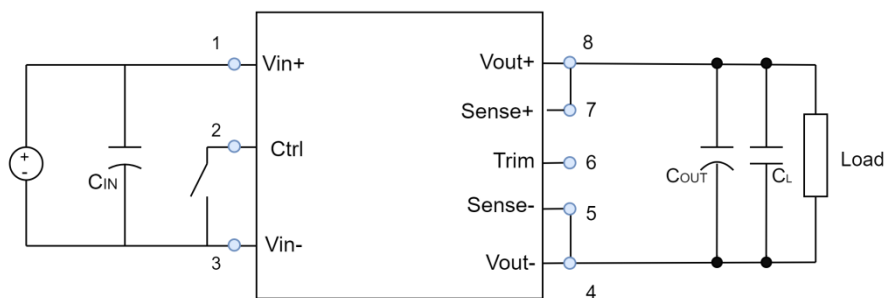 1
8
Vin+
Vout+
Sense+
7
2
Ctrl
Trim
6
+
-
CIN
COUT
CL
Load
Sense-
5
Vin-
3
Vout-
4